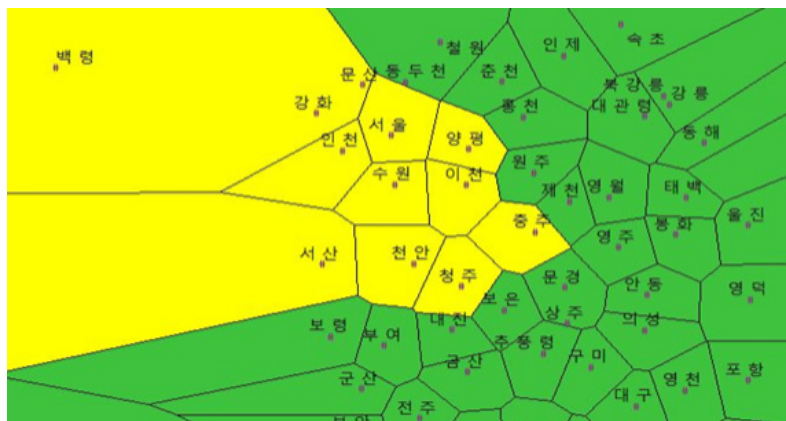 백령
철원
인제
속초
문산
동두천
춘천
북강릉
강릉
강화
홍천
대관령
인천
서울
양평
동해
수원
이천
원주
제천
영월
태백
서산
천안
충주
영주
봉화
울진
청주
보은
문경
안동
영덕
보령
부여
대전
상주
의성
추풍령
구미
군산
금산
대구
영천
포항
전주
부안